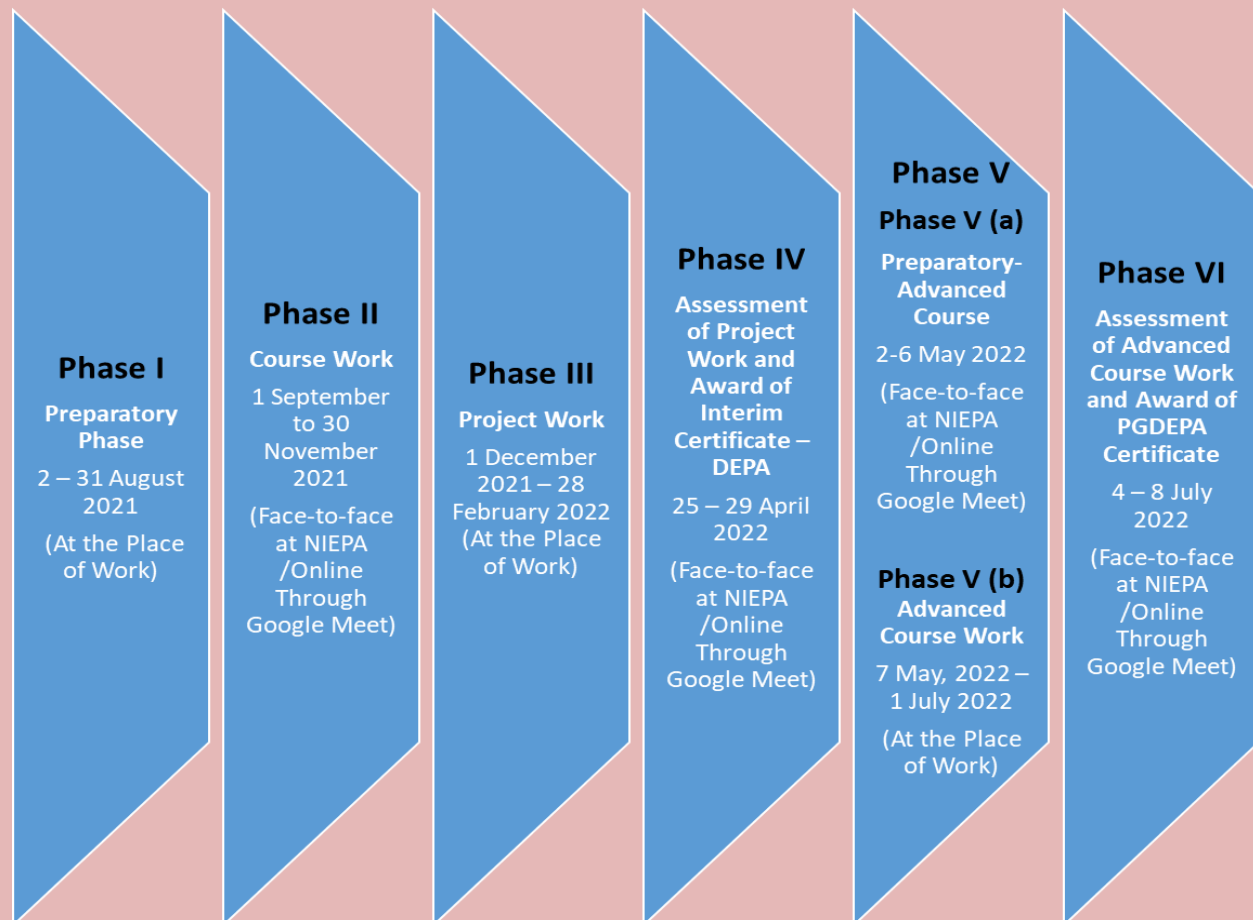 Phase I
Preparatory
Phase
2 – 31 August
2021
(At the Place
of Work)
Phase II
Course Work
1 September
to 30
November
2021
(Face-to-face
at NIEPA
/Online
Through
Google Meet)
Phase III
Project Work
1 December
2021 – 28
February 2022
(At the Place
of Work)
Phase IV
Assessment
of Project
Work and
Award of
Interim
Certificate –
DEPA
25 – 29 April
2022
(Face-to-face
at NIEPA
/Online
Through
Google Meet)
Phase V
Phase V (a)
Preparatory-
Advanced
Course
2-6 May 2022
(Face-to-face
at NIEPA
/Online
Through
Google Meet)
Phase V (b)
Advanced
Course Work
7 May, 2022 –
1 July 2022
(At the Place
of Work)
Phase VI
Assessment
of Advanced
Course Work
and Award of
PGDEPA
Certificate
4 – 8 July
2022
(Face-to-face
at NIEPA
/Online
Through
Google Meet)